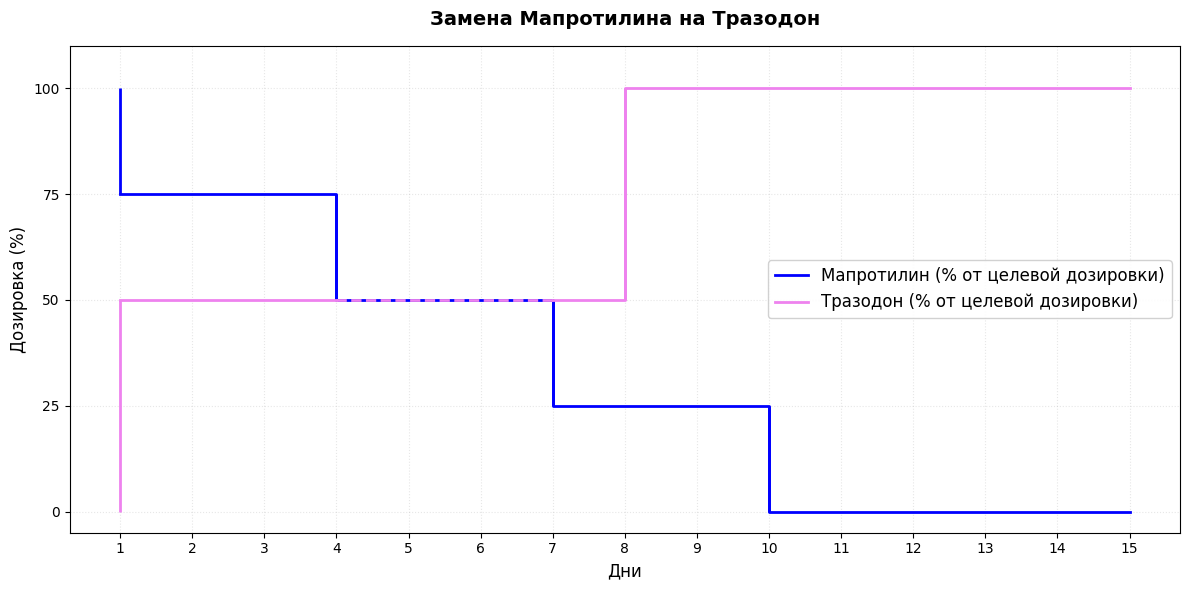 Замена Мапротилина на Тразодон
Дозировка (%)
100
75
50
25
0
Мапротилин (% от целевой дозировки)
Тразодон (% от целевой дозировки)
1 2 3 4 5 6 7 8 9 10 11 12 13 14 15
Дни